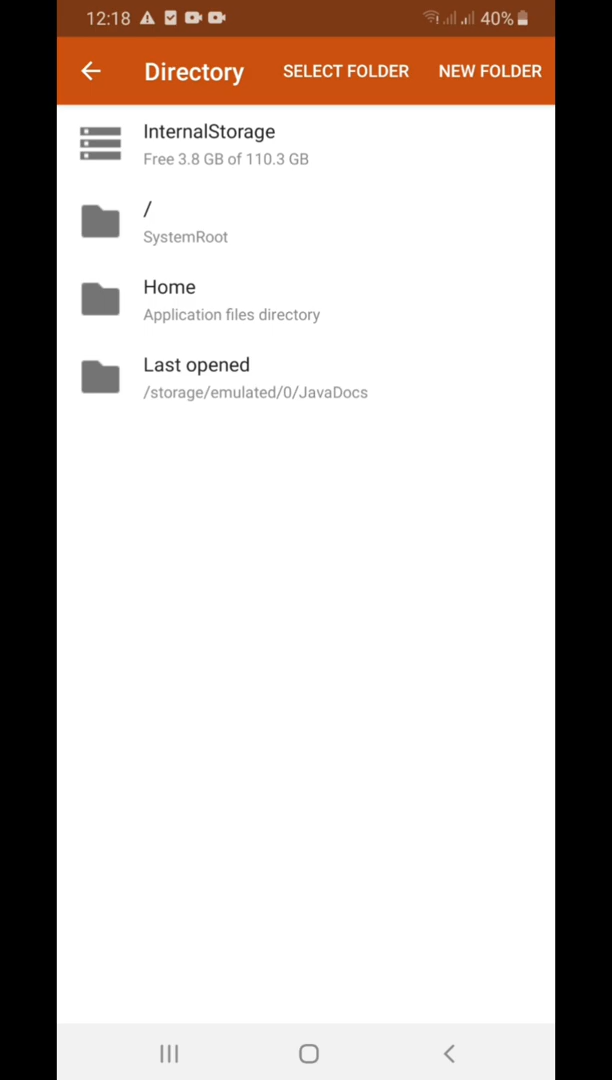 12:18 40%
Directory SELECT FOLDER NEW FOLDER
InternalStorage
Free 3.8 GB of 110.3 GB
/
SystemRoot
Home
Application files directory
Last opened
/storage/emulated/0/JavaDocs